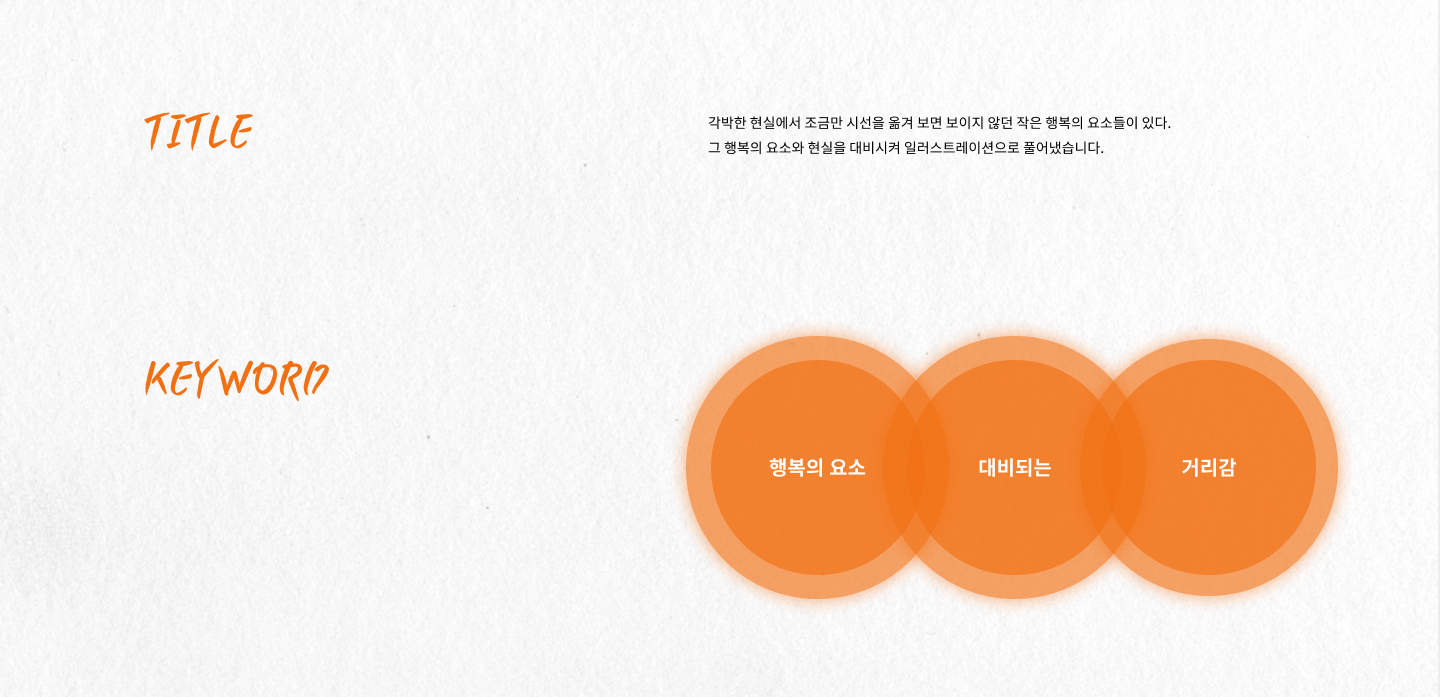 TITLE
각박한 현실에서 조금만 시선을 옮겨 보면 보이지 않던 작은 행복의 요소들이 있다.
그 행복의 요소와 현실을 대비시켜 일러스트레이션으로 풀어냈습니다.
KEYWORD
행복의 요소
대비되는
거리감